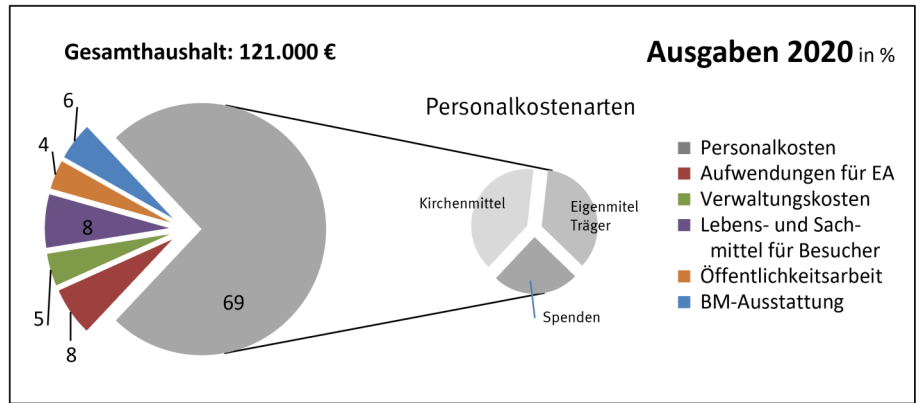 Gesamthaushalt: 121.000 €
Ausgaben 2020 in %
6
4
8
5
8
69
Personalkostenarten
Kirchenmittel
Eigenmitel
Träger
Spenden
Personalkosten
Aufwendungen für EA
Verwaltungskosten
Lebens- und Sach-
mittel für Besucher
Öffentlichkeitsarbeit
BM-Ausstattung